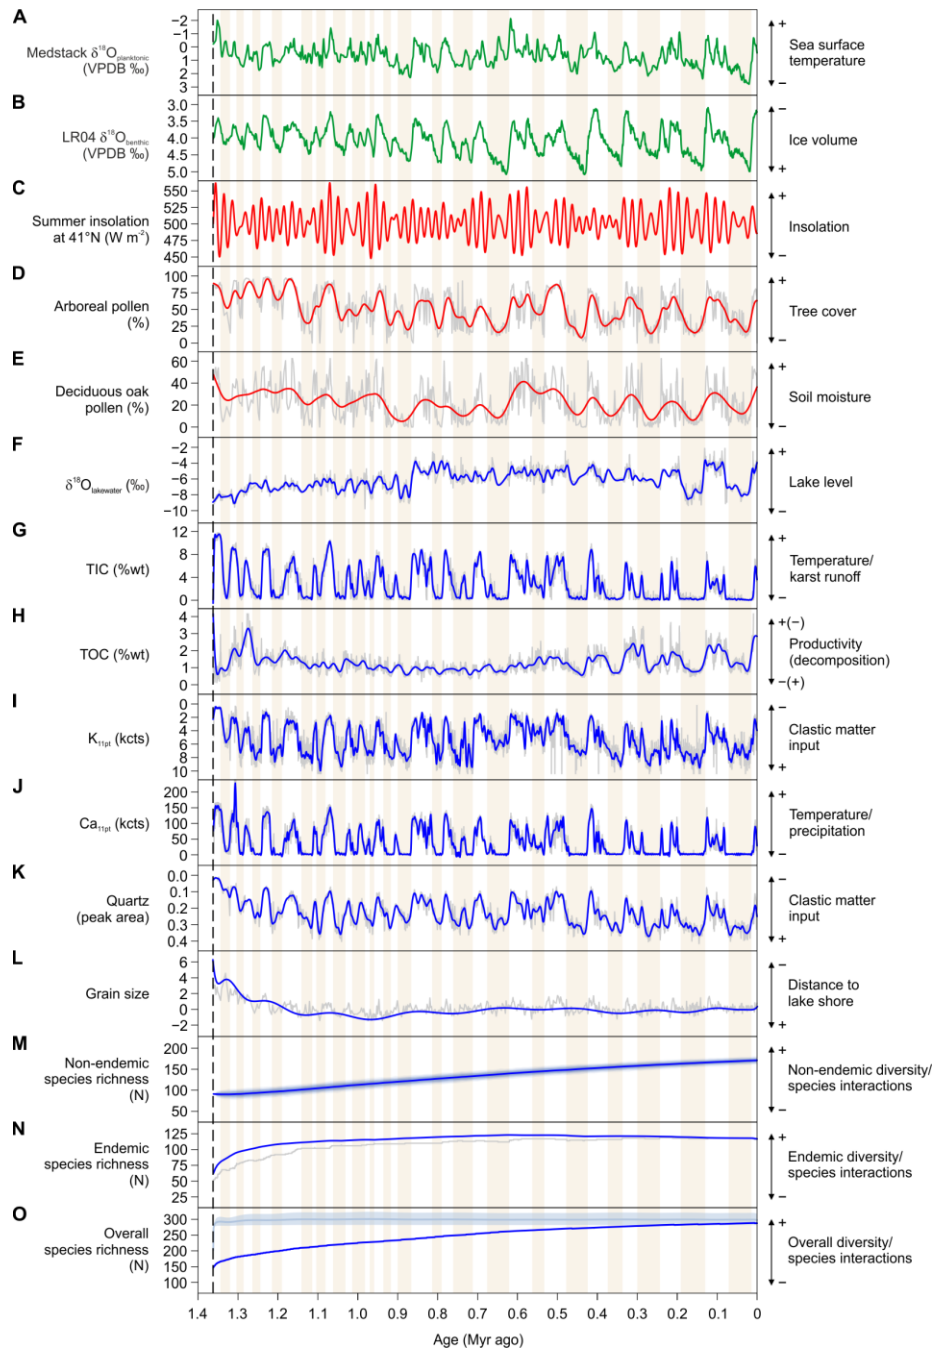 A
Medstack δ¹⁸Oplanktonic
(VPDB ‰)
−2
−1
0
1
2
3
+
Sea surface
temperature
−
B
LR04 δ¹⁸Obenthic
(VPDB ‰)
3.0
3.5
4.0
4.5
5.0
−
Ice volume
+
C
Summer insolation
at 41°N (W m⁻²)
550
525
500
475
450
+
Insolation
−
D
Arboreal pollen
(%)
100
75
50
25
0
+
Tree cover
−
E
Deciduous oak
pollen (%)
60
40
20
0
+
Soil moisture
−
F
δ¹⁸Olakewater (‰)
−2
−4
−6
−8
−10
+
Lake level
−
G
TIC (%wt)
12
8
4
0
+
Temperature/
karst runoff
−
H
TOC (%wt)
4
3
2
1
0
+(−)
Productivity
(decomposition)
−(+)
I
K11pt (kcts)
0
2
4
6
8
10
−
Clastic matter
input
+
J
Ca11pt (kcts)
200
150
100
50
0
+
Temperature/
precipitation
−
K
Quartz
(peak area)
0.0
0.1
0.2
0.3
0.4
−
Clastic matter
input
+
L
Grain size
6
4
2
0
−2
−
Distance to
lake shore
+
M
Non-endemic
species richness
(N)
200
150
100
50
+
Non-endemic diversity/
species interactions
−
N
Endemic
species richness
(N)
125
100
75
50
25
+
Endemic diversity/
species interactions
−
O
Overall
species richness
(N)
300
250
200
150
100
+
Overall diversity/
species interactions
−
1.4 1.3 1.2 1.1 1.0 0.9 0.8 0.7 0.6 0.5 0.4 0.3 0.2 0.1 0
Age (Myr ago)